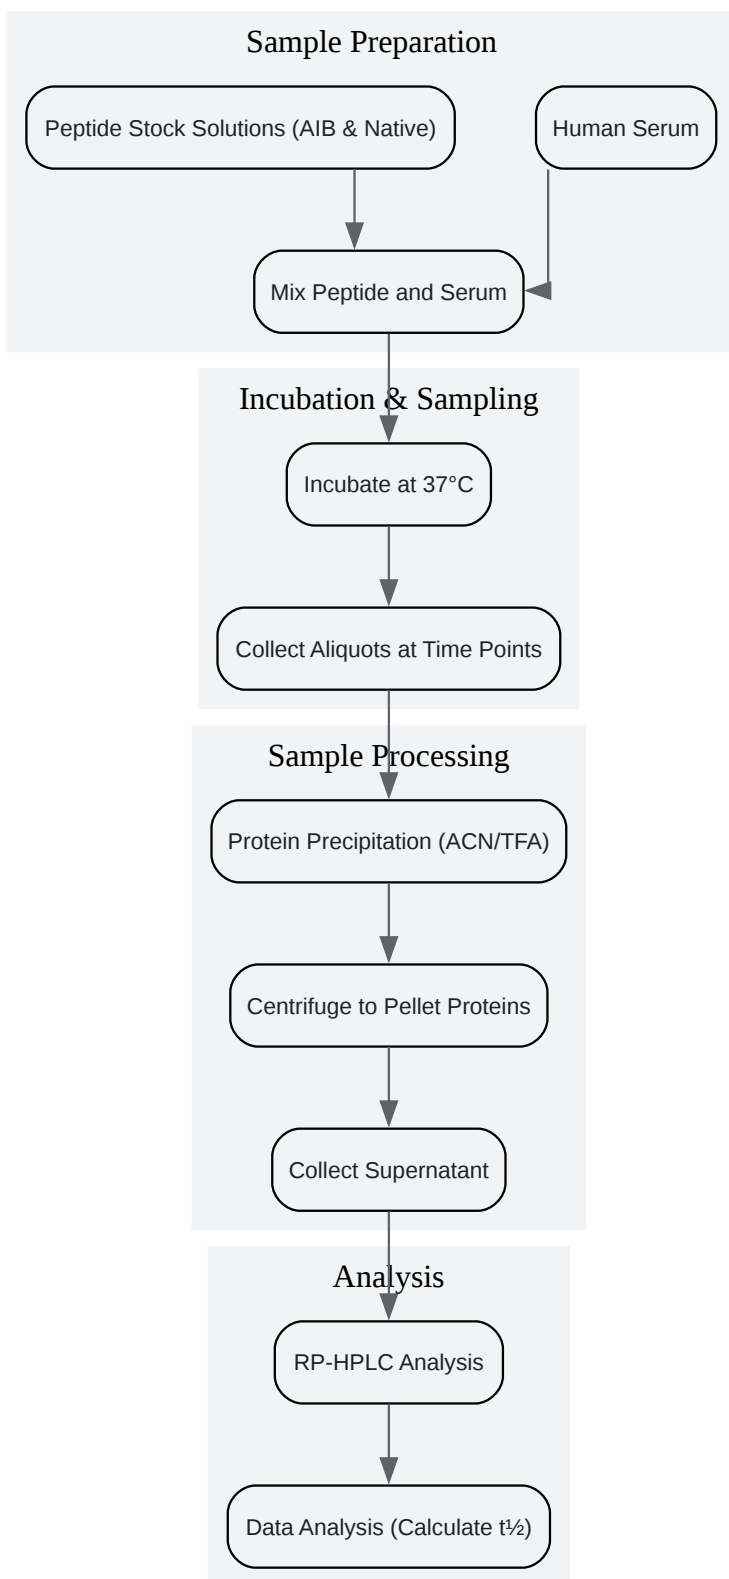 Sample Preparation
Peptide Stock Solutions (AIB & Native)
Human Serum
Mix Peptide and Serum
Incubation & Sampling
Incubate at 37°C
Collect Aliquots at Time Points
Sample Processing
Protein Precipitation (ACN/TFA)
Centrifuge to Pellet Proteins
Collect Supernatant
Analysis
RP-HPLC Analysis
Data Analysis (Calculate t½)